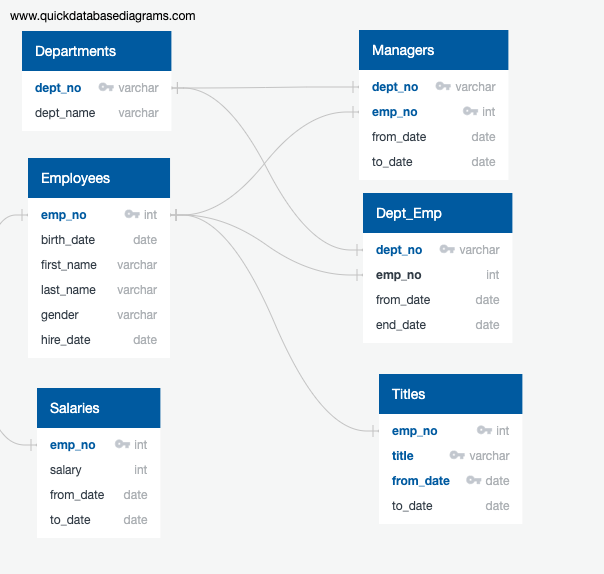 www.quickdatabasediagrams.com
Departments
dept_no varchar
dept_name varchar
Employees
emp_no int
birth_date date
first_name varchar
last_name varchar
gender varchar
hire_date date
Salaries
emp_no int
salary int
from_date date
to_date date
Managers
dept_no varchar
emp_no int
from_date date
to_date date
Dept_Emp
dept_no varchar
emp_no int
from_date date
end_date date
Titles
emp_no int
title varchar
from_date date
to_date date